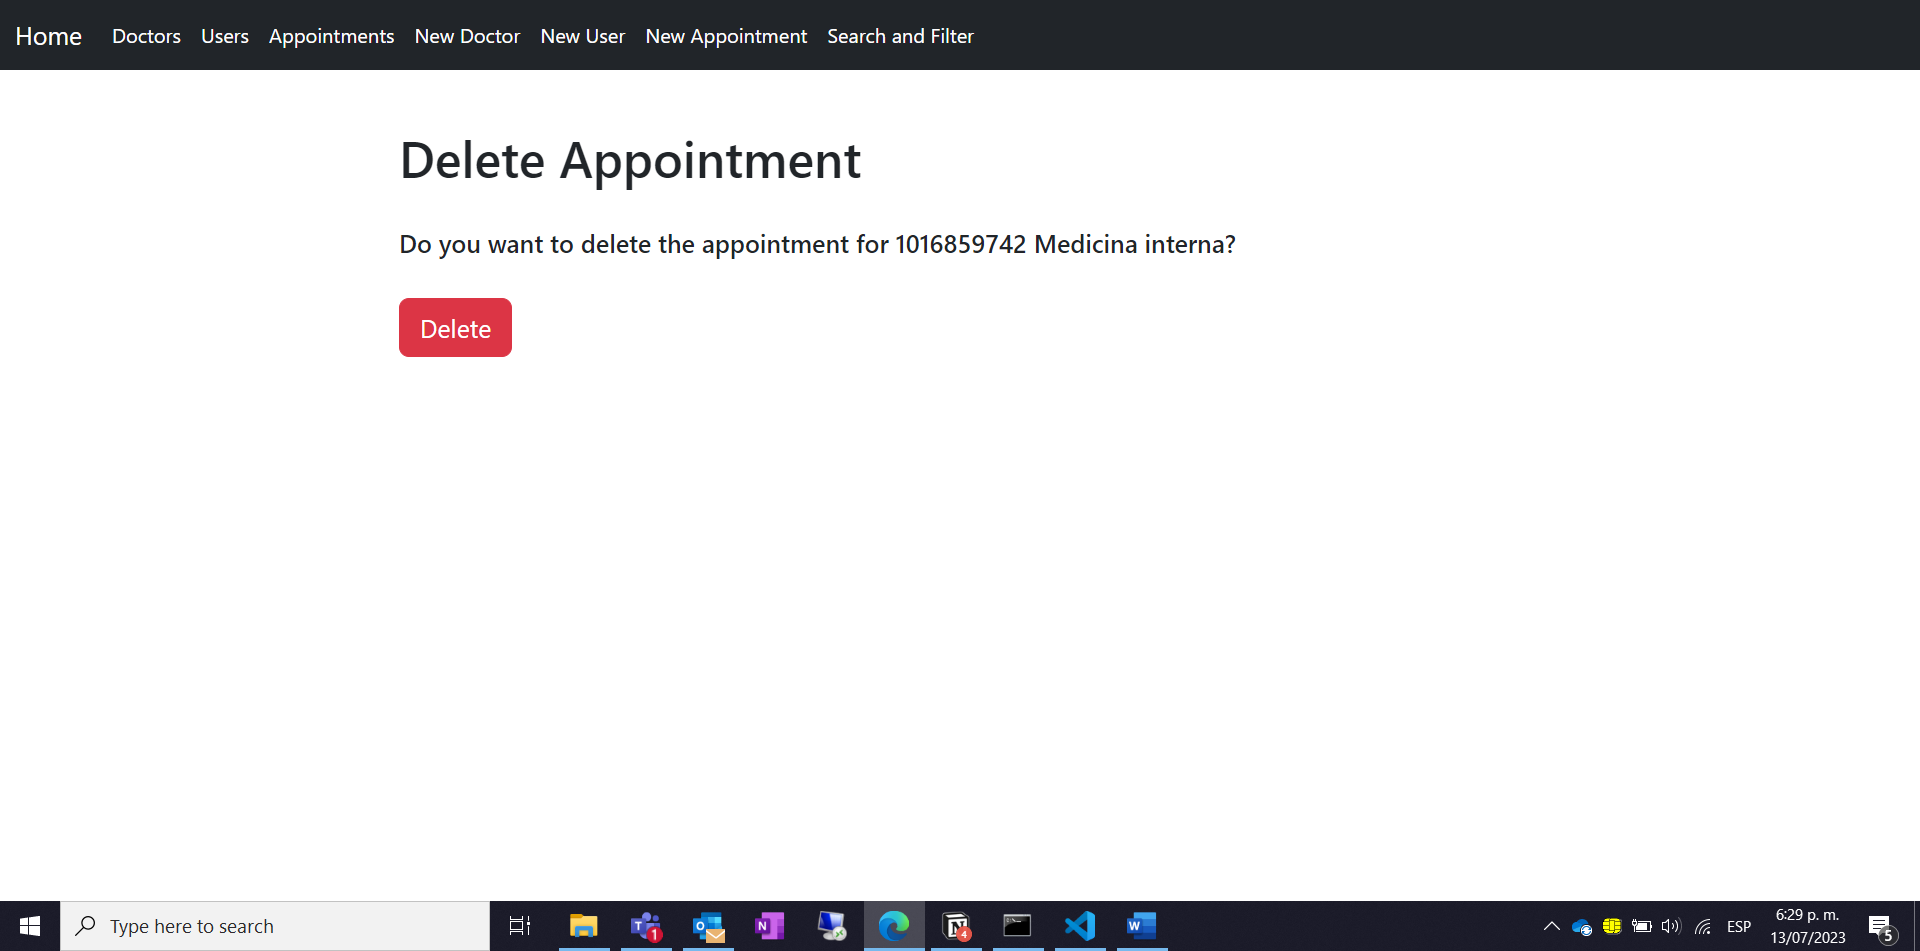 Home Doctors Users Appointments New Doctor New User New Appointment Search and Filter
Delete Appointment
Do you want to delete the appointment for 1016859742 Medicina interna?
Delete
Type here to search
T 1
O
N
N 4
W
ESP
6:29 p. m.
13/07/2023
5